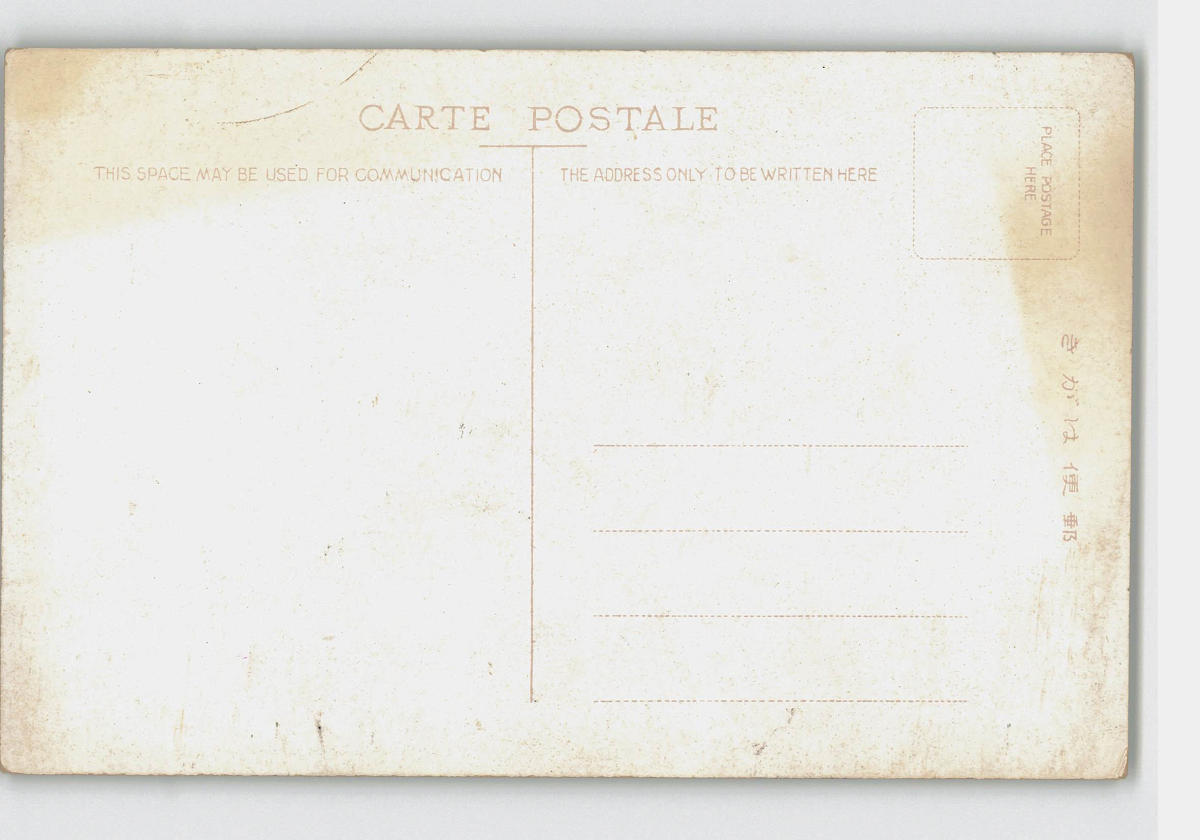 CARTE POSTALE
THIS SPACE MAY BE USED FOR COMMUNICATION
THE ADDRESS ONLY TO BE WRITTEN HERE
PLACE POSTAGE
HERE
郵便はがき